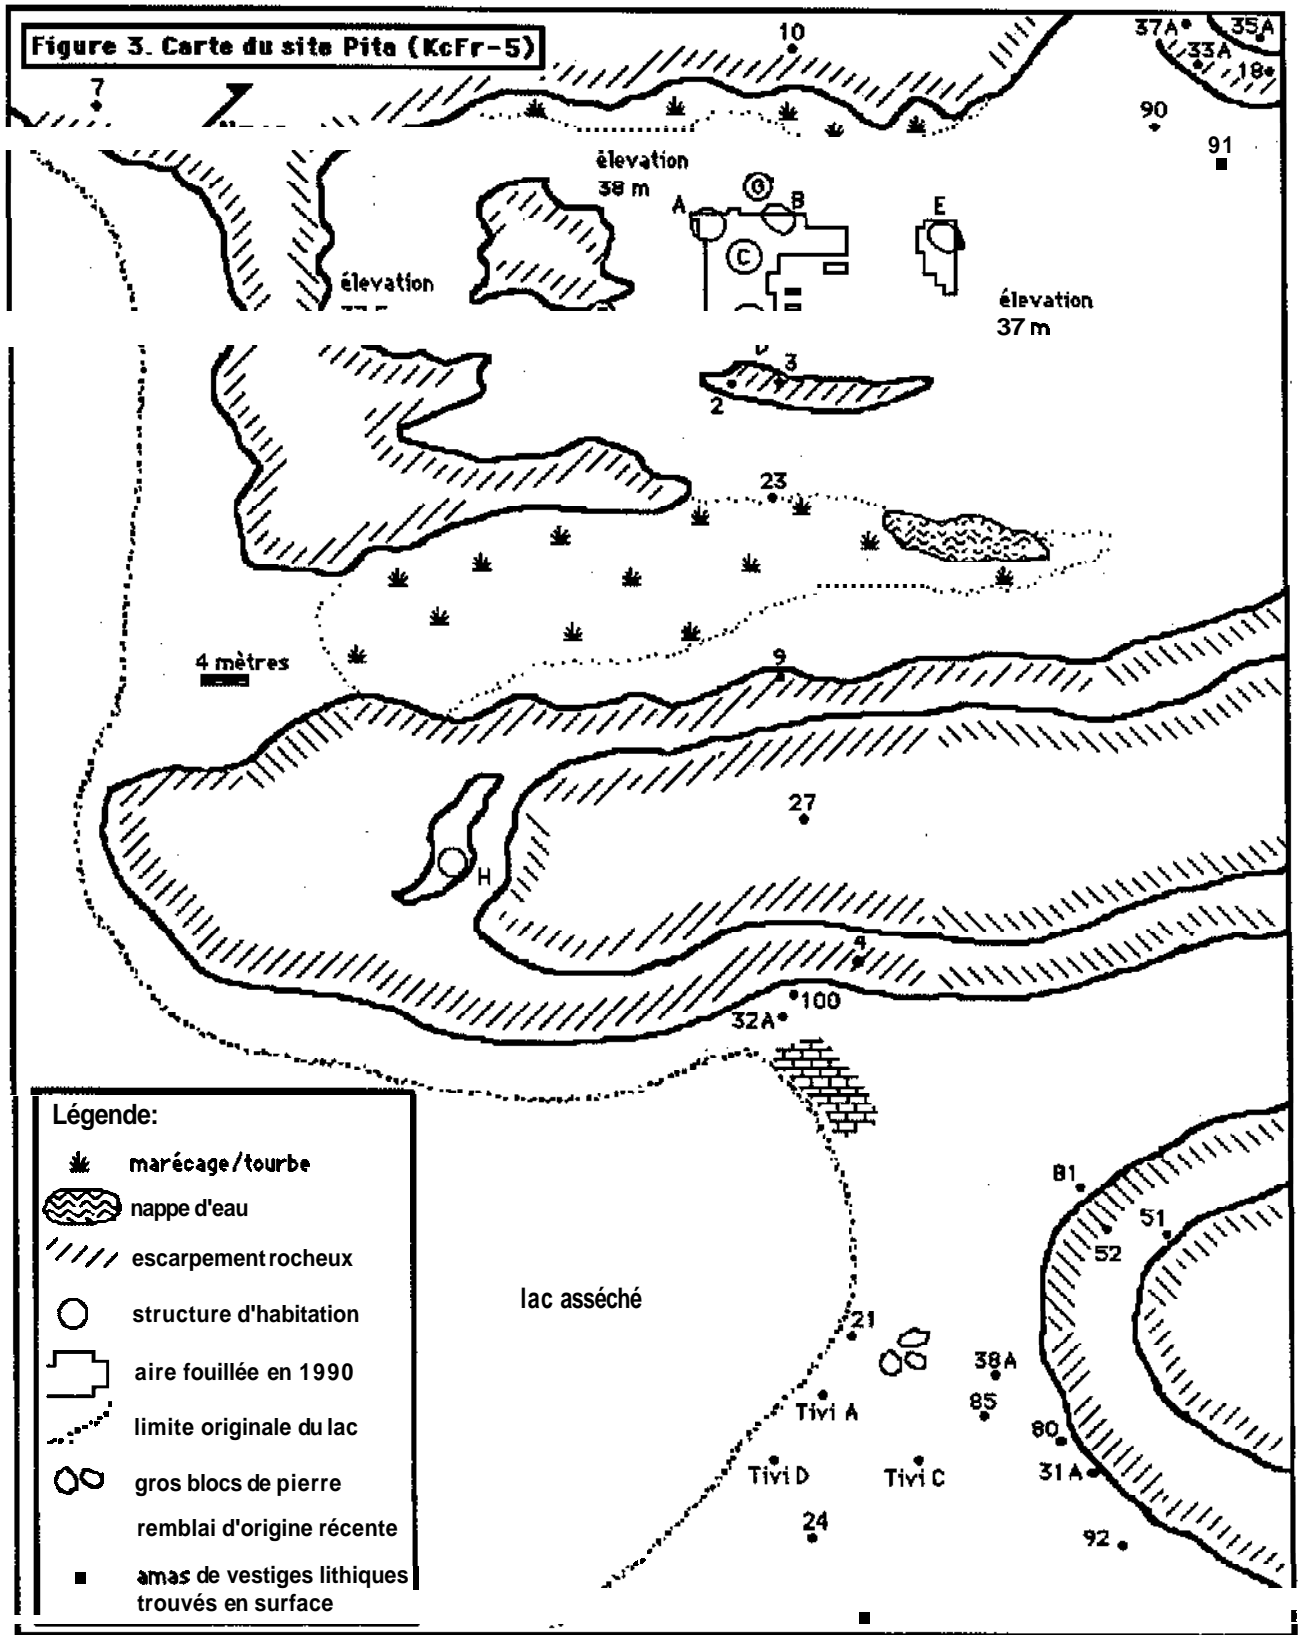 Figure 3. Carte du site Pita (KcFr-5)
10
37A
35A
33A
18
7
90
91
élevation
38 m
A
G
B
E
C
élevation
élevation
37 m
3
2
23
4 mètres
9
27
H
4
100
32A
Légende:
marécage/tourbe
nappe d'eau
escarpement rocheux
structure d'habitation
aire fouillée en 1990
limite originale du lac
gros blocs de pierre
remblai d'origine récente
amas de vestiges lithiques
trouvés en surface
lac asséché
B1
51
52
21
38A
Tivi A
85
80
Tivi D
Tivi C
31A
24
92